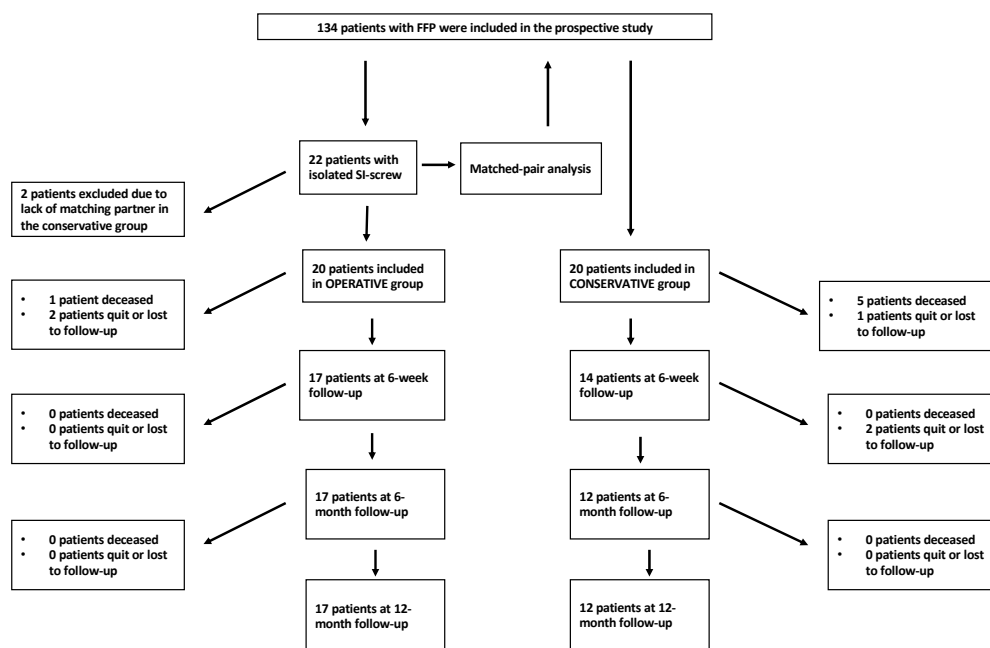 134 patients with FFP were included in the prospective study
22 patients with
isolated SI-screw
Matched-pair analysis
2 patients excluded due to
lack of matching partner in
the conservative group
20 patients included
in OPERATIVE group
20 patients included in
CONSERVATIVE group
• 1 patient deceased
• 2 patients quit or lost
to follow-up
• 5 patients deceased
• 1 patients quit or lost
to follow-up
17 patients at 6-week
follow-up
14 patients at 6-week
follow-up
• 0 patients deceased
• 0 patients quit or lost
to follow-up
• 0 patients deceased
• 2 patients quit or lost
to follow-up
17 patients at 6-
month follow-up
12 patients at 6-
month follow-up
• 0 patients deceased
• 0 patients quit or lost
to follow-up
• 0 patients deceased
• 0 patients quit or lost
to follow-up
17 patients at 12-
month follow-up
12 patients at 12-
month follow-up